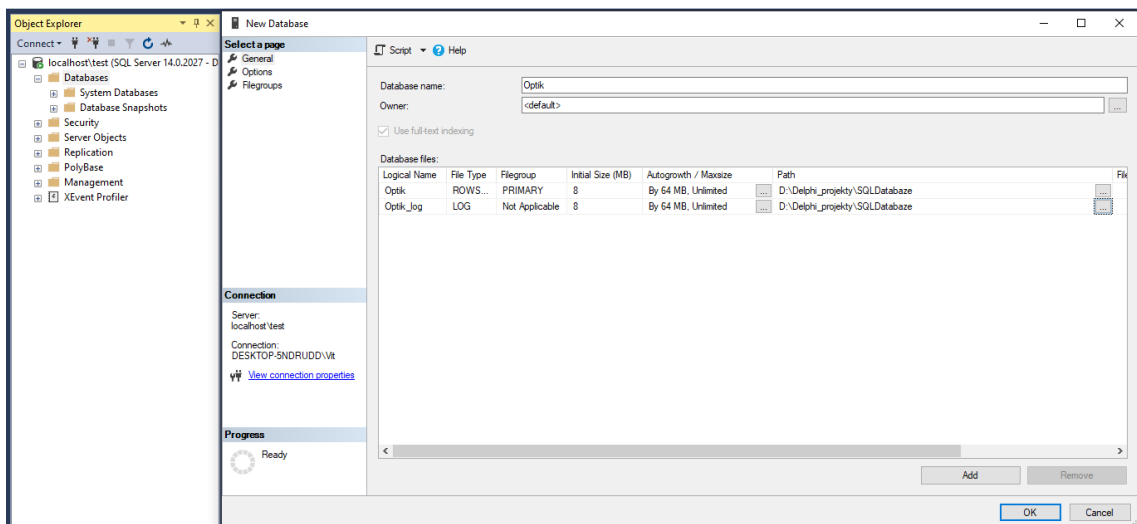 Object Explorer
Connect
localhost\test (SQL Server 14.0.2027 - D
Databases
System Databases
Database Snapshots
Security
Server Objects
Replication
PolyBase
Management
XEvent Profiler
New Database
Select a page
General
Options
Filegroups
Connection
Server:
localhost\test
Connection:
DESKTOP-5NDRUDD\Vit
View connection properties
Progress
Ready
Script Help
Database name: Optik
Owner: <default> ...
Use full-text indexing
Database files:
Logical Name File Type Filegroup Initial Size (MB) Autogrowth / Maxsize Path File
Optik ROWS... PRIMARY 8 By 64 MB, Unlimited ... D:\Delphi_projekty\SQLDatabaze ...
Optik_log LOG Not Applicable 8 By 64 MB, Unlimited ... D:\Delphi_projekty\SQLDatabaze ...
Add Remove
OK Cancel